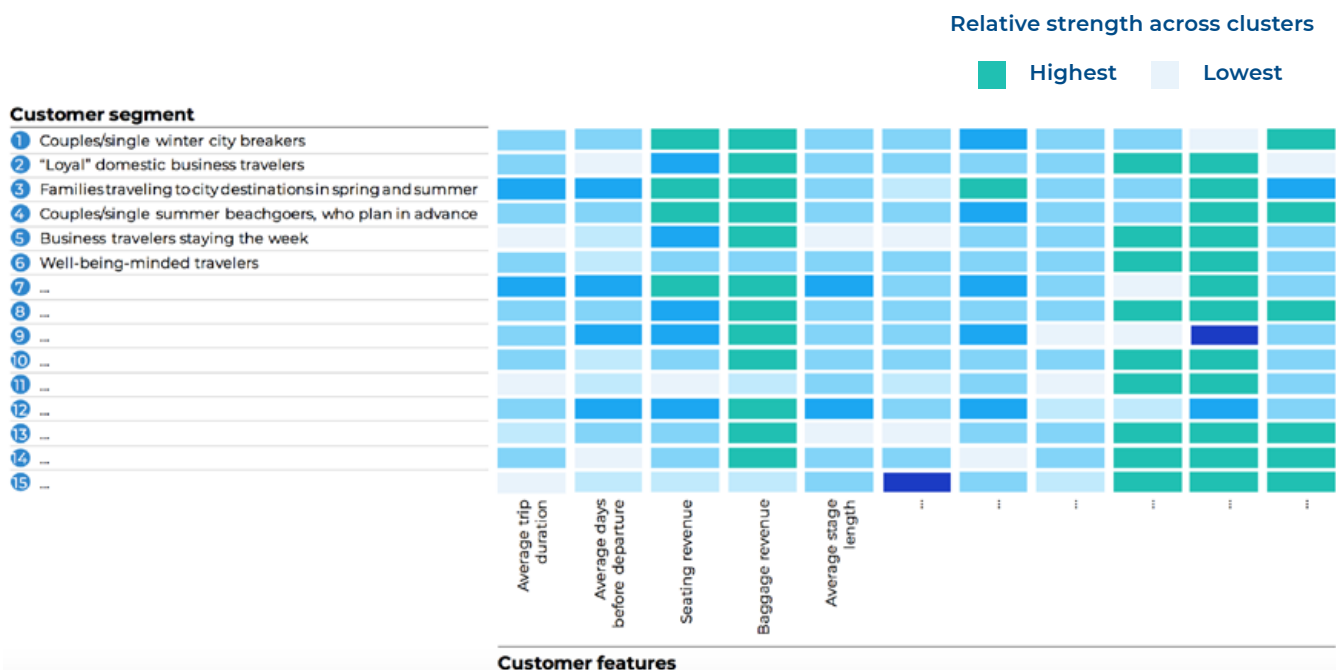 Relative strength across clusters
Highest
Lowest
Customer segment
1 Couples/single winter city breakers
2 “Loyal” domestic business travelers
3 Families traveling to city destinations in spring and summer
4 Couples/single summer beachgoers, who plan in advance
5 Business travelers staying the week
6 Well-being-minded travelers
7 ...
8 ...
9 ...
10 ...
11 ...
12 ...
13 ...
14 ...
15 ...
Average trip
duration
Average days
before departure
Seating revenue
Baggage revenue
Average stage
length
...
...
...
...
...
...
Customer features